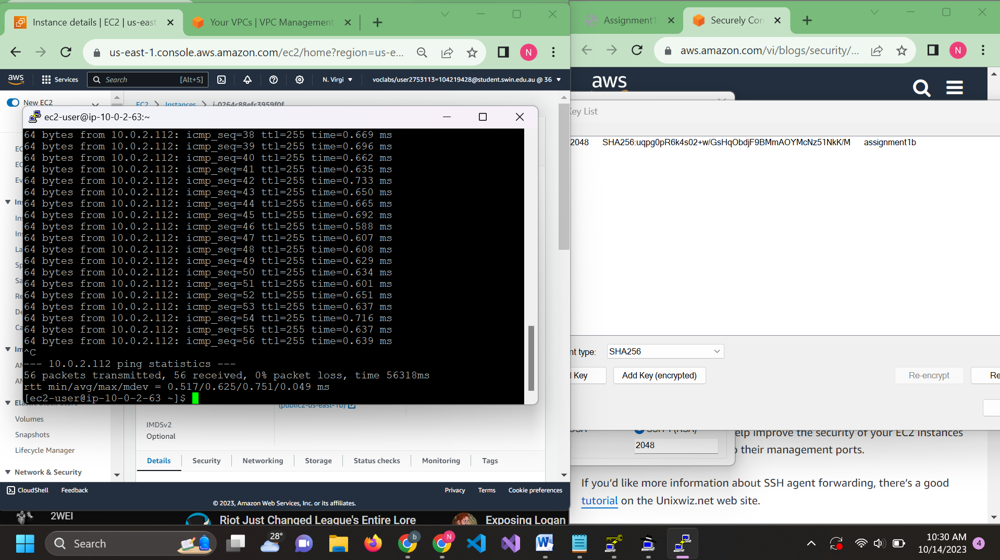 Instance details | EC2 | us-east
Your VPCs | VPC Management
us-east-1.console.aws.amazon.com/ec2/home?region=us-e...
N
aws
Services
Search
[Alt+S]
N. Virgi
voclabs/user2753113=104219428@student.swin.edu.au @ 36
New EC2
EC2
Instances
i-0264c88efc3959f0f
ec2-user@ip-10-0-2-63:~
64 bytes from 10.0.2.112: icmp_seq=38 ttl=255 time=0.669 ms
64 bytes from 10.0.2.112: icmp_seq=39 ttl=255 time=0.696 ms
64 bytes from 10.0.2.112: icmp_seq=40 ttl=255 time=0.662 ms
64 bytes from 10.0.2.112: icmp_seq=41 ttl=255 time=0.635 ms
64 bytes from 10.0.2.112: icmp_seq=42 ttl=255 time=0.733 ms
64 bytes from 10.0.2.112: icmp_seq=43 ttl=255 time=0.650 ms
64 bytes from 10.0.2.112: icmp_seq=44 ttl=255 time=0.665 ms
64 bytes from 10.0.2.112: icmp_seq=45 ttl=255 time=0.692 ms
64 bytes from 10.0.2.112: icmp_seq=46 ttl=255 time=0.588 ms
64 bytes from 10.0.2.112: icmp_seq=47 ttl=255 time=0.607 ms
64 bytes from 10.0.2.112: icmp_seq=48 ttl=255 time=0.608 ms
64 bytes from 10.0.2.112: icmp_seq=49 ttl=255 time=0.629 ms
64 bytes from 10.0.2.112: icmp_seq=50 ttl=255 time=0.634 ms
64 bytes from 10.0.2.112: icmp_seq=51 ttl=255 time=0.601 ms
64 bytes from 10.0.2.112: icmp_seq=52 ttl=255 time=0.651 ms
64 bytes from 10.0.2.112: icmp_seq=53 ttl=255 time=0.637 ms
64 bytes from 10.0.2.112: icmp_seq=54 ttl=255 time=0.716 ms
64 bytes from 10.0.2.112: icmp_seq=55 ttl=255 time=0.637 ms
64 bytes from 10.0.2.112: icmp_seq=56 ttl=255 time=0.639 ms
^C
--- 10.0.2.112 ping statistics ---
56 packets transmitted, 56 received, 0% packet loss, time 56318ms
rtt min/avg/max/mdev = 0.517/0.625/0.751/0.049 ms
[ec2-user@ip-10-0-2-63 ~]$
(public2-us-east-1b)
Elastic Block Store
Volumes
Snapshots
Lifecycle Manager
Network & Security
IMDSv2
Optional
Details
Security
Networking
Storage
Status checks
Monitoring
Tags
CloudShell
Feedback
Privacy
Terms
Cookie preferences
© 2023, Amazon Web Services, Inc. or its affiliates.
2WEI
Riot Just Changed League's Entire Lore
Exposing Logan
Assignment1
Securely Con
aws.amazon.com/vi/blogs/security/...
N
aws
Key List
2048 SHA256:uqpg0pR6k4s02+w/GsHqObdjF9BMmAOYMcNz51NkK/M assignment1b
nt type:
SHA256
d Key
Add Key (encrypted)
Re-encrypt
Re
SSH-1 (RSA)
2048
elp improve the security of your EC2 instances
o their management ports.
If you'd like more information about SSH agent forwarding, there's a good
tutorial on the Unixwiz.net web site.
Search
28°
b
N
10:30 AM
10/14/2023
4